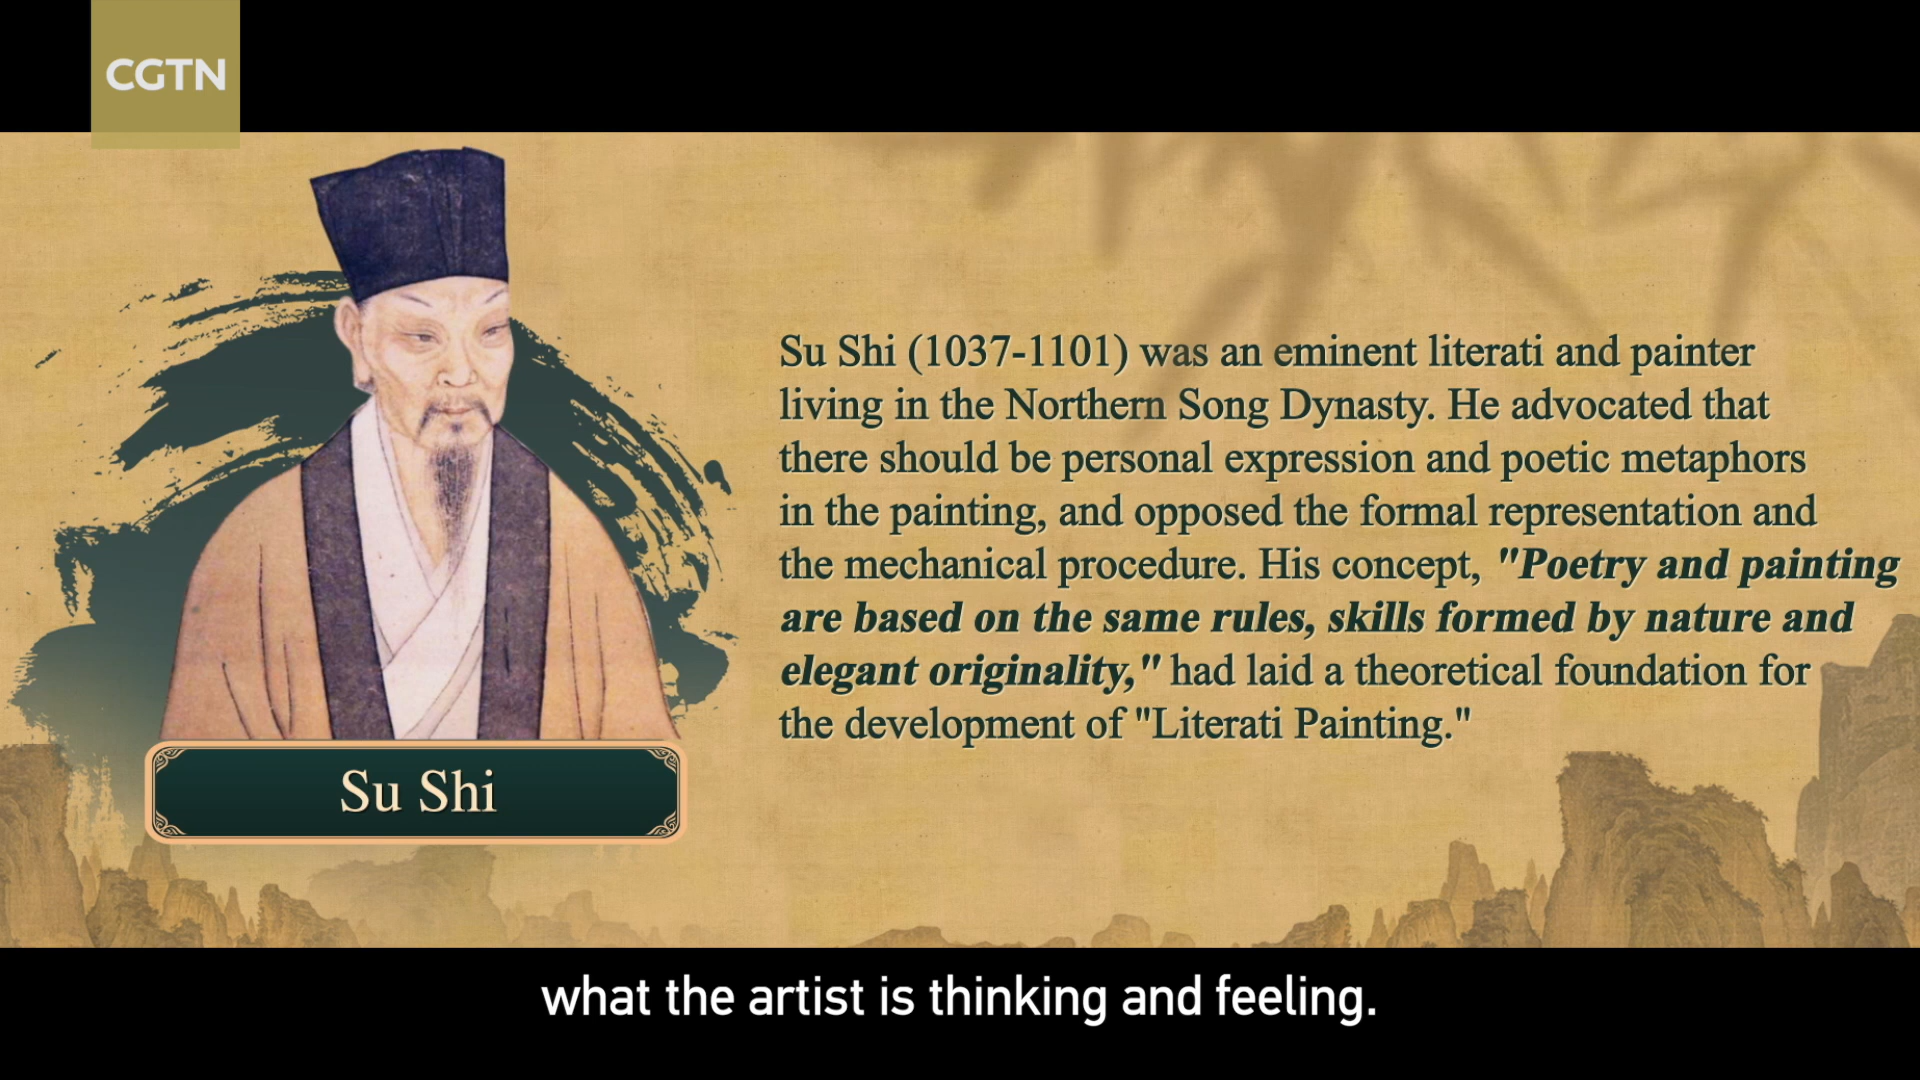 CGTN
Su Shi (1037-1101) was an eminent literati and painter
living in the Northern Song Dynasty. He advocated that
there should be personal expression and poetic metaphors
in the painting, and opposed the formal representation and
the mechanical procedure. His concept, "Poetry and painting
are based on the same rules, skills formed by nature and
elegant originality," had laid a theoretical foundation for
the development of "Literati Painting."
Su Shi
what the artist is thinking and feeling.